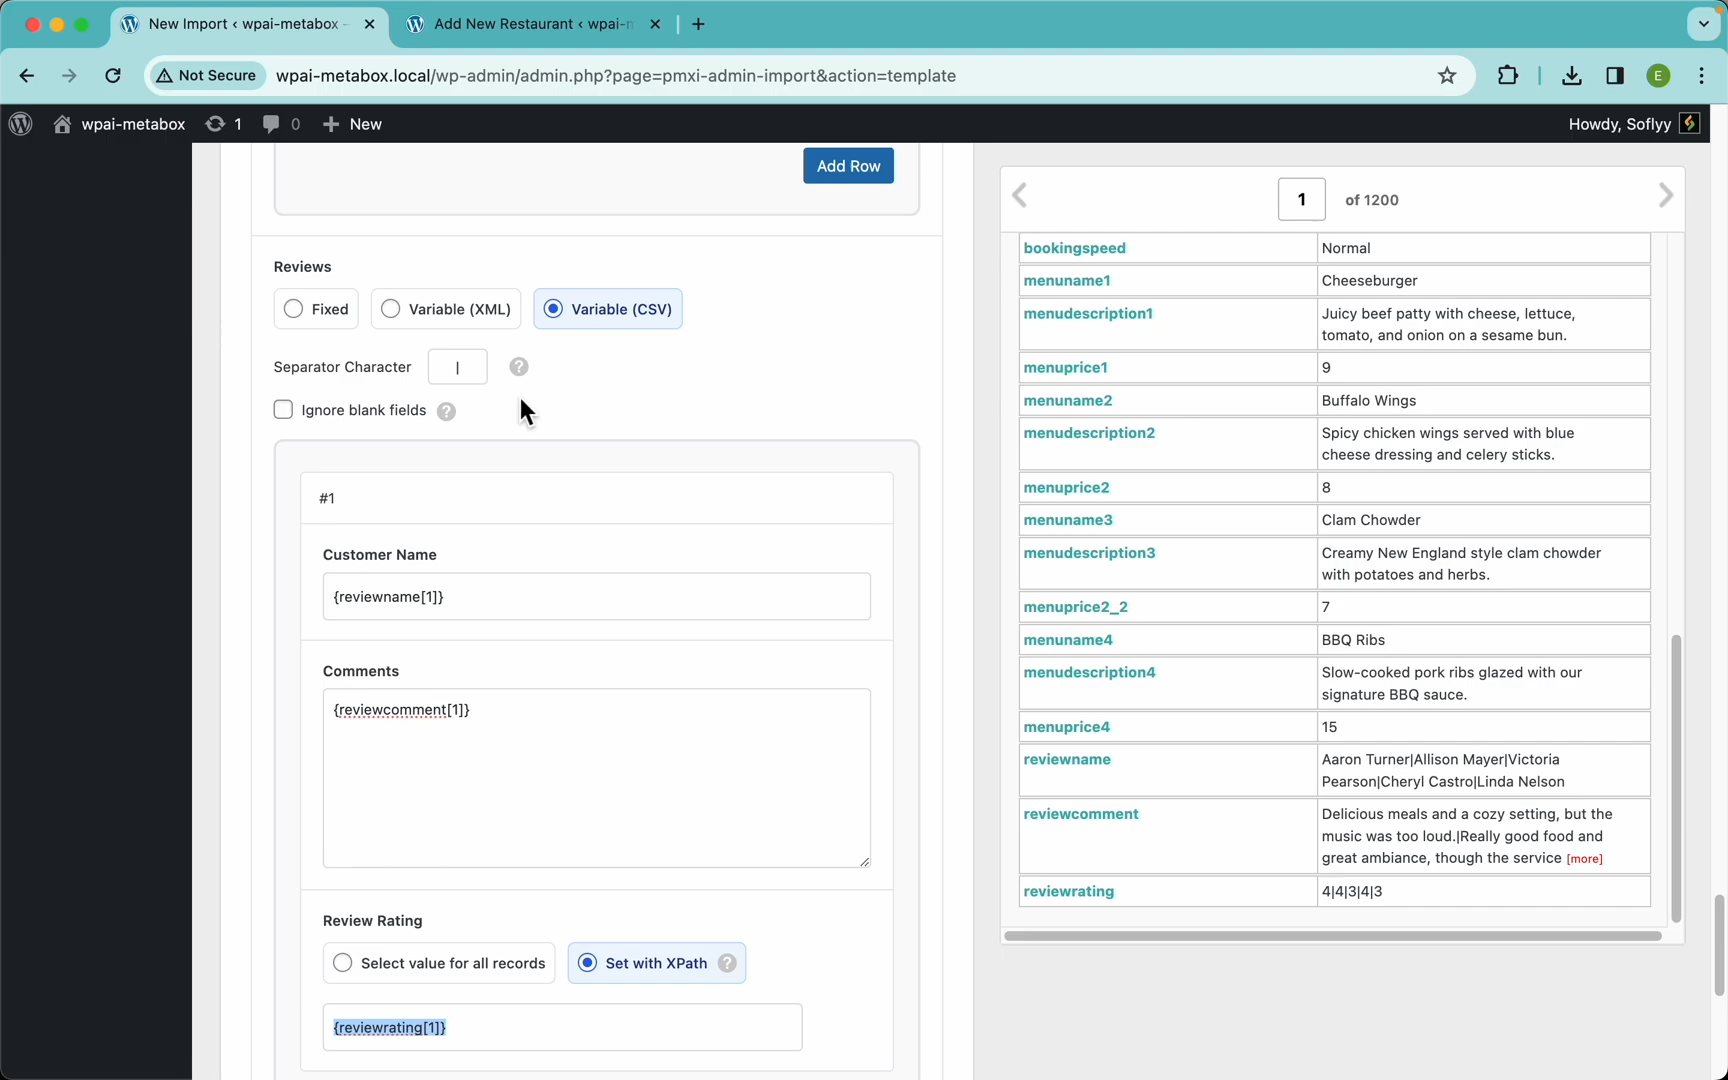 New Import ‹ wpai-metabox -
Add New Restaurant ‹ wpai-m
Not Secure
wpai-metabox.local/wp-admin/admin.php?page=pmxi-admin-import&action=template
E
wpai-metabox
1
0
New
Howdy, Soflyy
Add Row
Reviews
Fixed
Variable (XML)
Variable (CSV)
Separator Character
|
?
Ignore blank fields
?
#1
Customer Name
{reviewname[1]}
Comments
{reviewcomment[1]}
Review Rating
Select value for all records
Set with XPath
?
{reviewrating[1]}
1
of 1200
bookingspeed
Normal
menuname1
Cheeseburger
menudescription1
Juicy beef patty with cheese, lettuce,
tomato, and onion on a sesame bun.
menuprice1
9
menuname2
Buffalo Wings
menudescription2
Spicy chicken wings served with blue
cheese dressing and celery sticks.
menuprice2
8
menuname3
Clam Chowder
menudescription3
Creamy New England style clam chowder
with potatoes and herbs.
menuprice2_2
7
menuname4
BBQ Ribs
menudescription4
Slow-cooked pork ribs glazed with our
signature BBQ sauce.
menuprice4
15
reviewname
Aaron Turner|Allison Mayer|Victoria
Pearson|Cheryl Castro|Linda Nelson
reviewcomment
Delicious meals and a cozy setting, but the
music was too loud.|Really good food and
great ambiance, though the service [more]
reviewrating
4|4|3|4|3